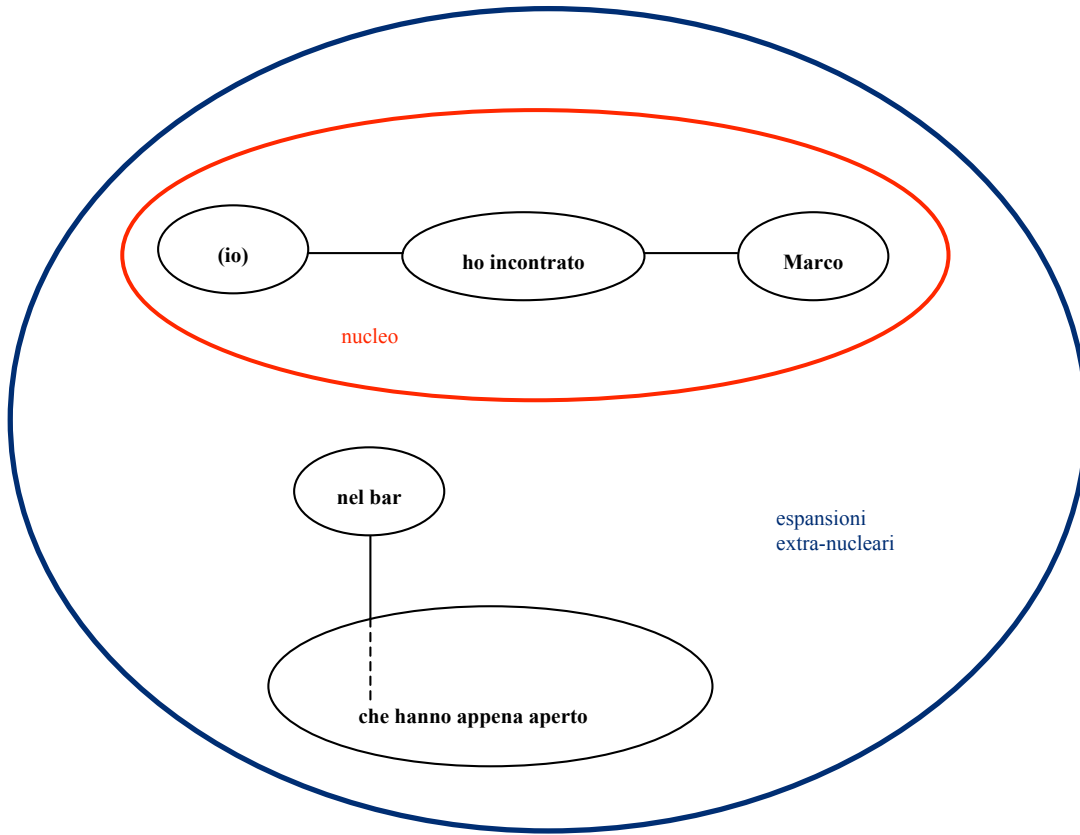 (io)
ho incontrato
Marco
nucleo
nel bar
espansioni
extra-nucleari
che hanno appena aperto